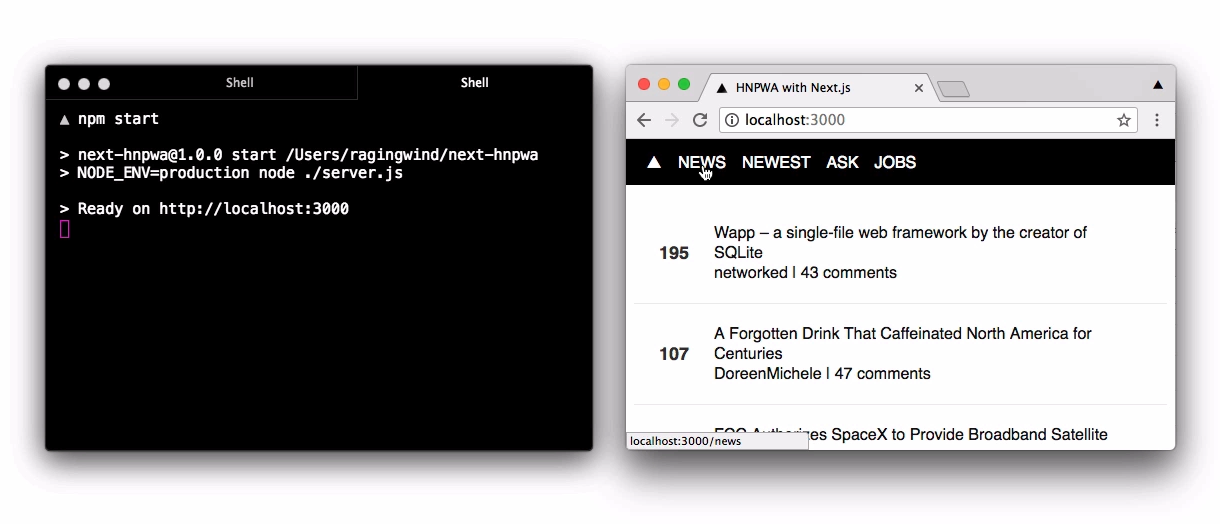 Shell
Shell
▲ npm start
> next-hnpwa@1.0.0 start /Users/ragingwind/next-hnpwa
> NODE_ENV=production node ./server.js
> Ready on http://localhost:3000
HNPWA with Next.js
localhost:3000
NEWS NEWEST ASK JOBS
195
Wapp – a single-file web framework by the creator of
SQLite
networked | 43 comments
107
A Forgotten Drink That Caffeinated North America for
Centuries
DoreenMichele | 47 comments
FCC Authorizes SpaceX to Provide Broadband Satellite
localhost:3000/news